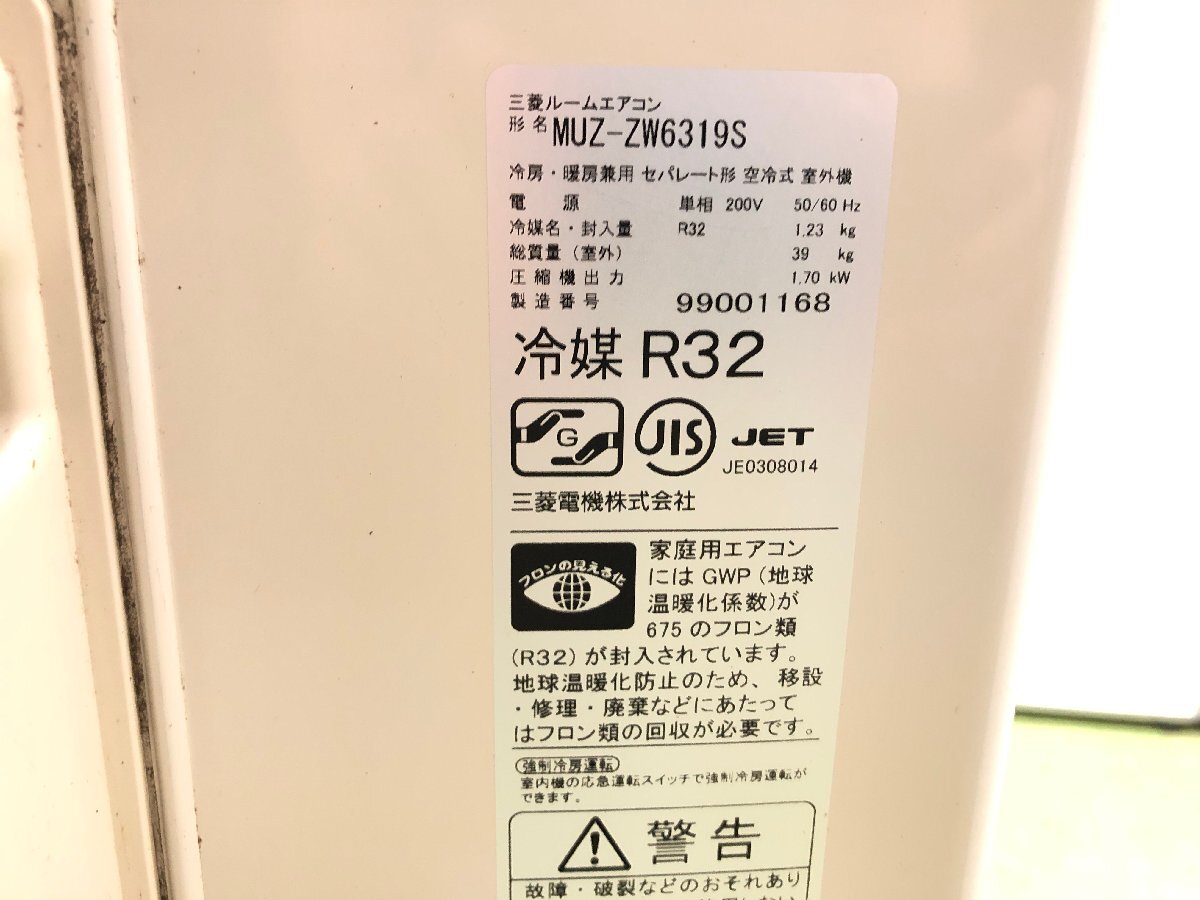 三菱ルームエアコン
形名 MUZ-ZW6319S
冷房・暖房兼用 セパレート形 空冷式 室外機
電源 単相 200V 50/60 Hz
冷媒名・封入量 R32 1.23 kg
総質量(室外) 39 kg
圧縮機出力 1.70 kW
製造番号 99001168
冷媒 R32
G JIS JET
JE0308014
三菱電機株式会社
フロンの見える化
家庭用エアコン
には GWP (地球
温暖化係数)が
675 のフロン類
(R32) が封入されています。
地球温暖化防止のため、移設
・修理・廃棄などにあたって
はフロン類の回収が必要です。
強制冷房運転
室内機の応急運転スイッチで強制冷房運転が
できます。
警告
故障・破裂などのおそれあり